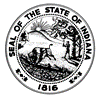 SEAL OF THE STATE OF INDIANA
1816